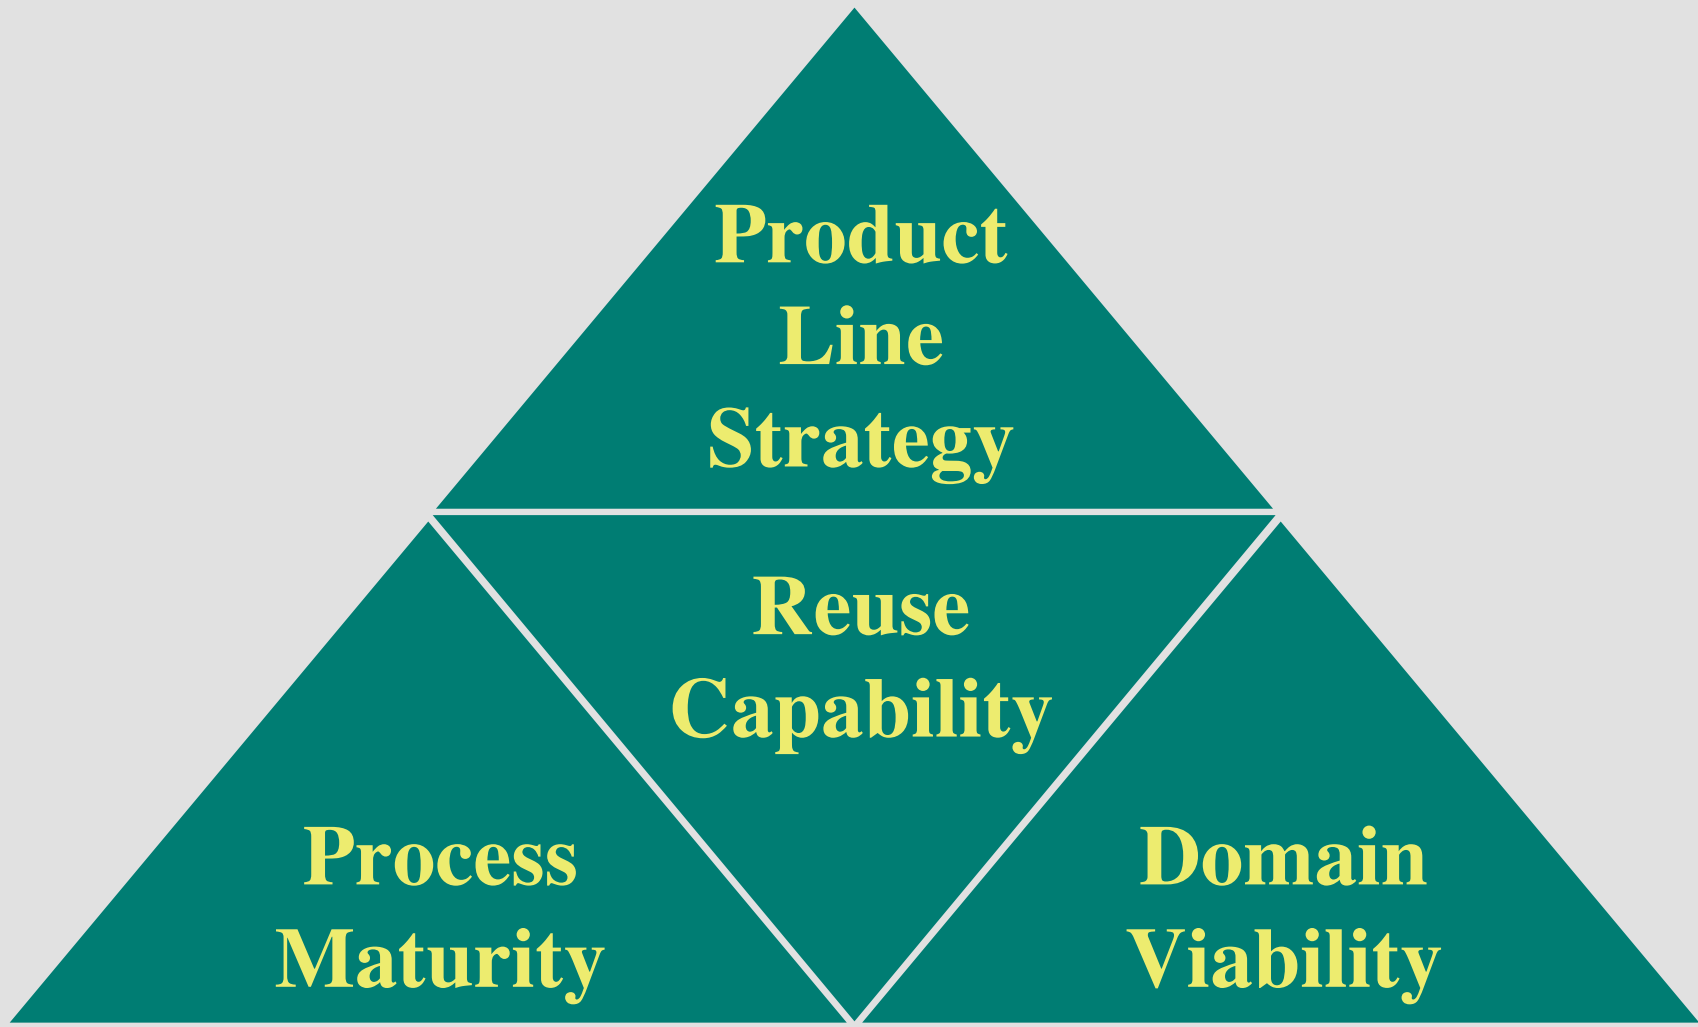 Product
Line
Strategy
Reuse
Capability
Process
Maturity
Domain
Viability